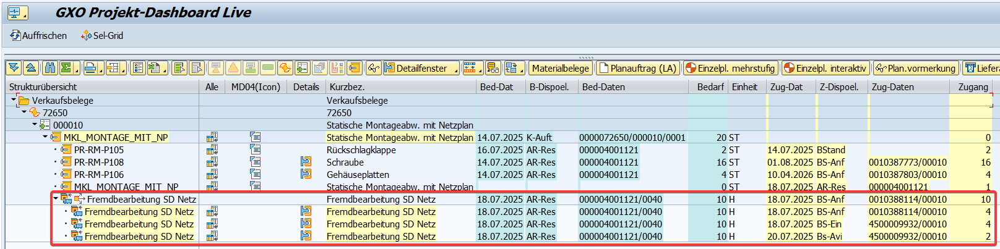 GXO Projekt-Dashboard Live
Auffrischen Sel-Grid
Detailfenster Materialbelege Planauftrag (LA) Einzelpl. mehrstufig Einzelpl. interaktiv Plan.vormerkung Liefera
Strukturübersicht Alle MD04(Icon) Details Kurzbez. Bed-Dat B-Dispoel. Bed-Daten Bedarf Einheit Zug-Dat Z-Dispoel. Zug-Daten Zugang
Verkaufsbelege Verkaufsbelege
72650 72650
000010 Statische Montageabw. mit Netzplan
MKL_MONTAGE_MIT_NP Statische Montageabw. mit Netzplan 14.07.2025 K-Auft 0000072650/000010/0001 20 ST 0
PR-RM-P105 Rückschlagklappe 16.07.2025 AR-Res 000004001121 2 ST 14.07.2025 BStand 2
PR-RM-P108 Schraube 14.07.2025 AR-Res 000004001121 16 ST 01.08.2025 BS-Anf 0010387773/00010 16
PR-RM-P106 Gehäuseplatten 14.07.2025 AR-Res 000004001121 4 ST 10.04.2026 BS-Anf 0010387803/00010 4
MKL_MONTAGE_MIT_NP Statische Montageabw. mit Netzplan 0 ST 18.07.2025 AR-Res 000004001121 1
Fremdbearbeitung SD Netz Fremdbearbeitung SD Netz 18.07.2025 AR-Res 000004001121/0040 10 H 18.07.2025 BS-Anf 0010388114/00010 10
Fremdbearbeitung SD Netz Fremdbearbeitung SD Netz 18.07.2025 AR-Res 000004001121/0040 10 H 18.07.2025 BS-Anf 0010388114/00010 4
Fremdbearbeitung SD Netz Fremdbearbeitung SD Netz 18.07.2025 AR-Res 000004001121/0040 10 H 18.07.2025 BS-Ein 4500009932/00010 4
Fremdbearbeitung SD Netz Fremdbearbeitung SD Netz 18.07.2025 AR-Res 000004001121/0040 10 H 20.07.2025 Bs-Avi 4500009932/00010 2